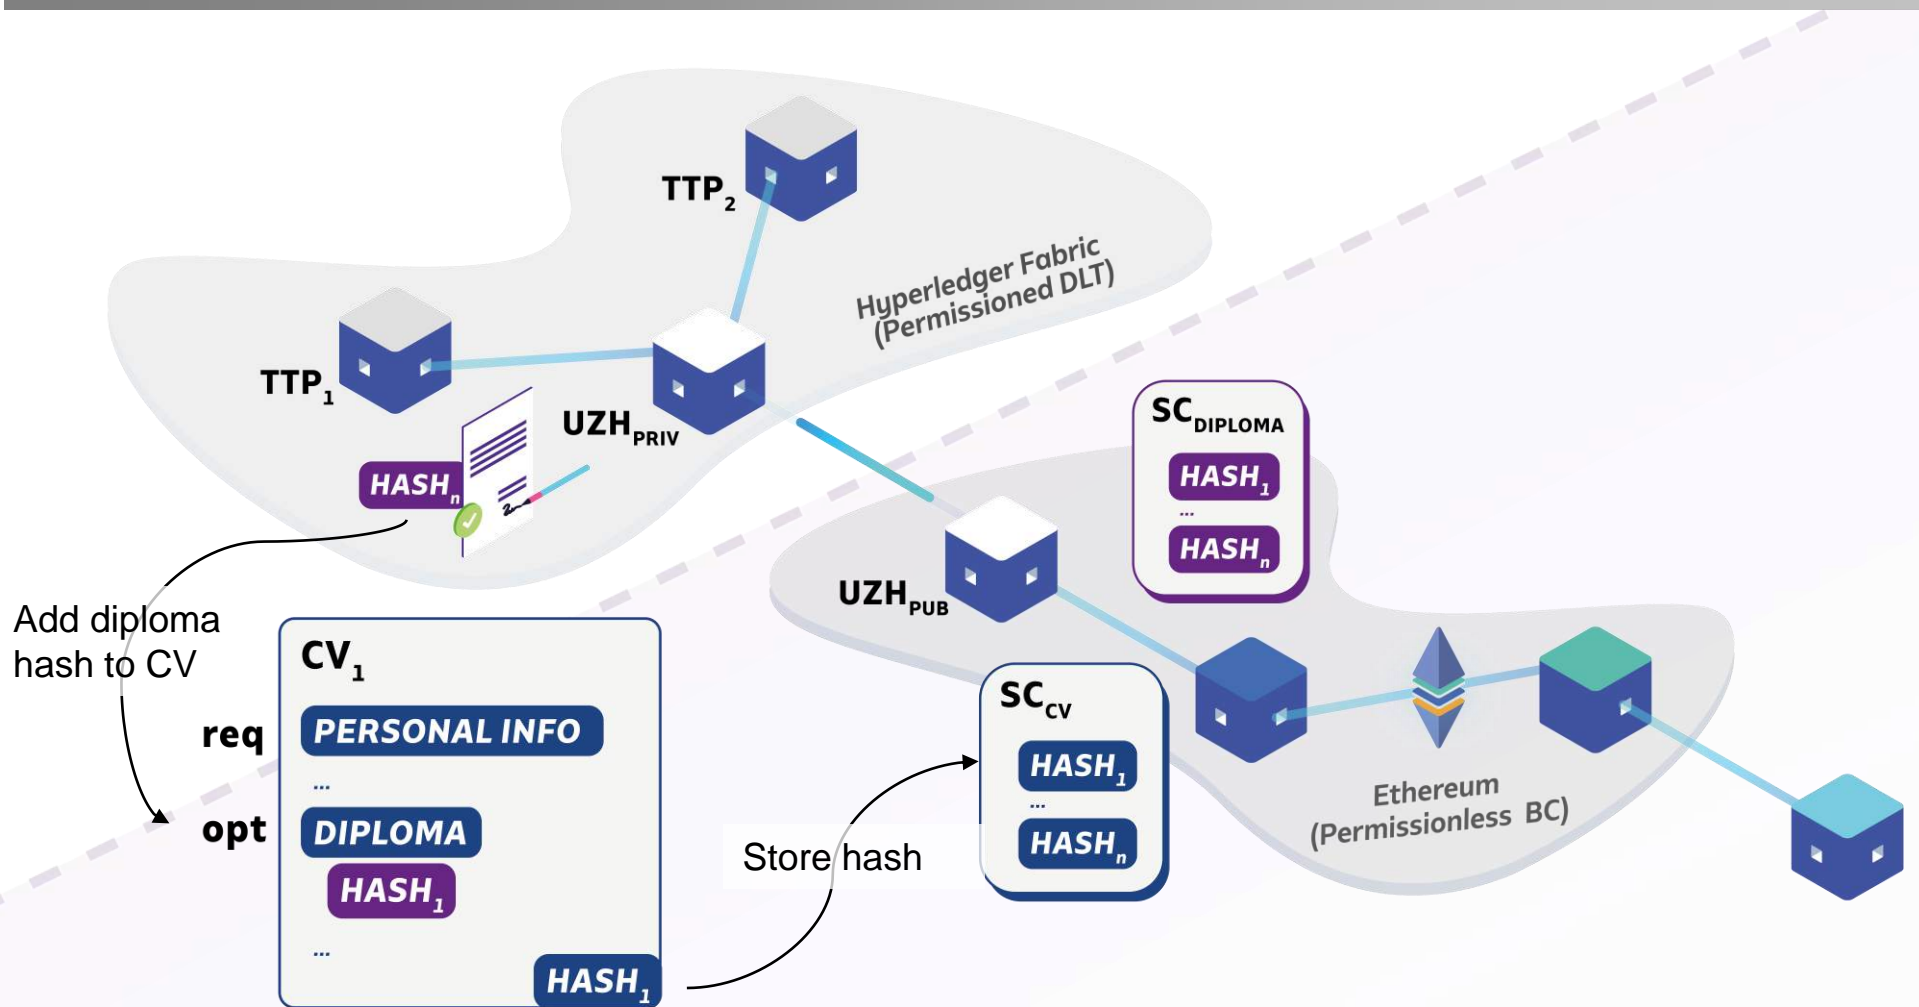 TTP2
Hyperledger Fabric
(Permissioned DLT)
TTP1
UZHPRIV
HASHn
SCDIPLOMA
HASH1
...
HASHn
UZHPUB
Add diploma
hash to CV
CV1
req
PERSONAL INFO
...
opt
DIPLOMA
HASH1
...
HASH1
Store hash
SCCV
HASH1
...
HASHn
Ethereum
(Permissionless BC)